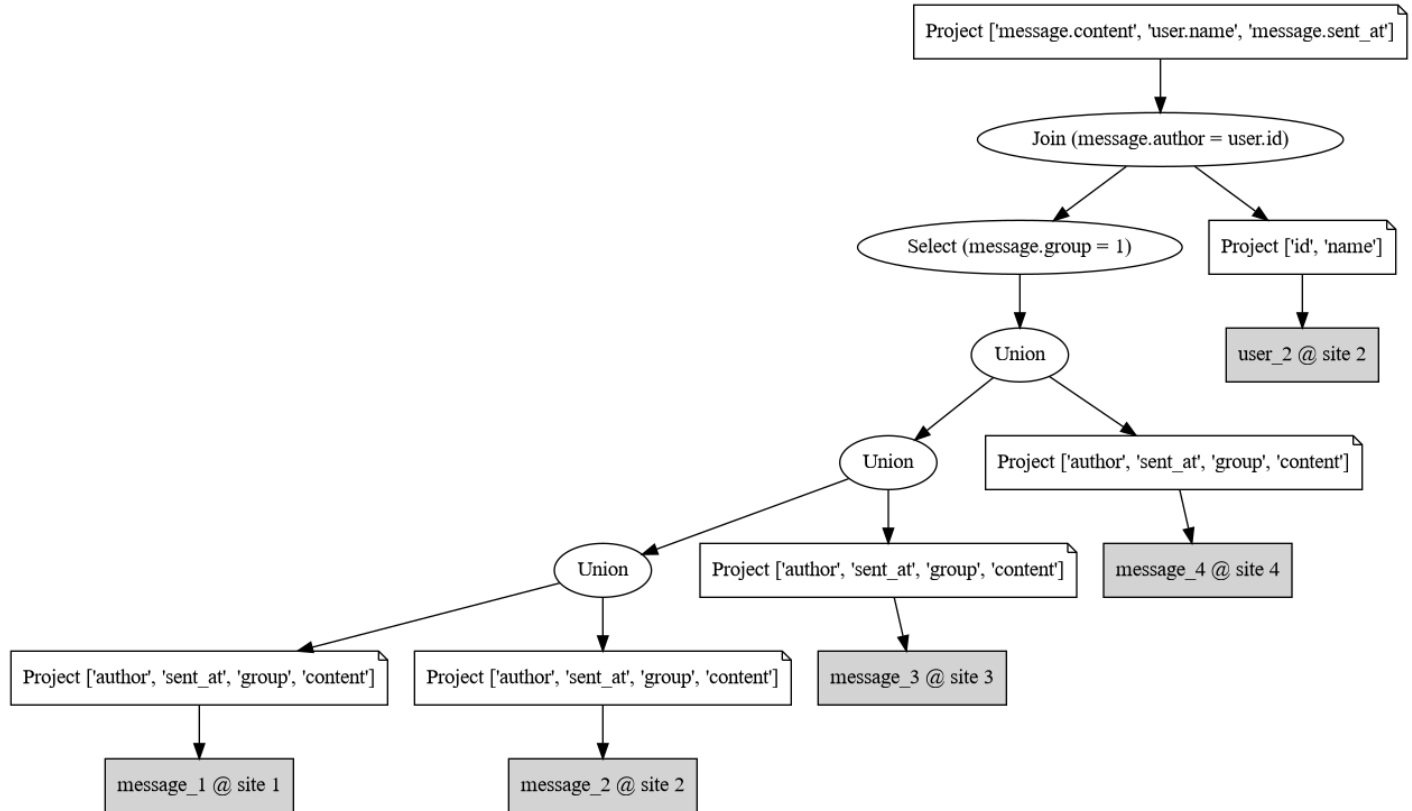 Project ['message.content', 'user.name', 'message.sent_at']
Join (message.author = user.id)
Select (message.group = 1)
Project ['id', 'name']
Union
user_2 @ site 2
Union
Project ['author', 'sent_at', 'group', 'content']
Union
Project ['author', 'sent_at', 'group', 'content']
message_4 @ site 4
Project ['author', 'sent_at', 'group', 'content']
Project ['author', 'sent_at', 'group', 'content']
message_3 @ site 3
message_1 @ site 1
message_2 @ site 2